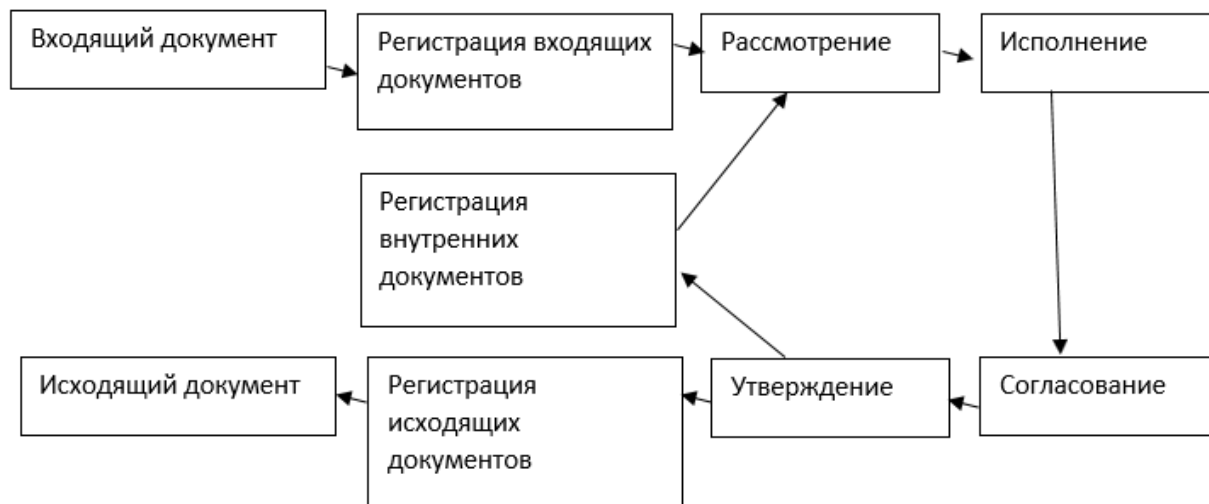 Входящий документ
Регистрация входящих
документов
Рассмотрение
Исполнение
Регистрация
внутренних
документов
Исходящий документ
Регистрация
исходящих
документов
Утверждение
Согласование